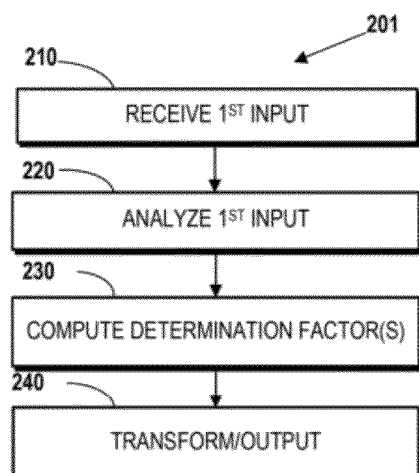 201
210
RECEIVE 1ST INPUT
220
ANALYZE 1ST INPUT
230
COMPUTE DETERMINATION FACTOR(S)
240
TRANSFORM/OUTPUT